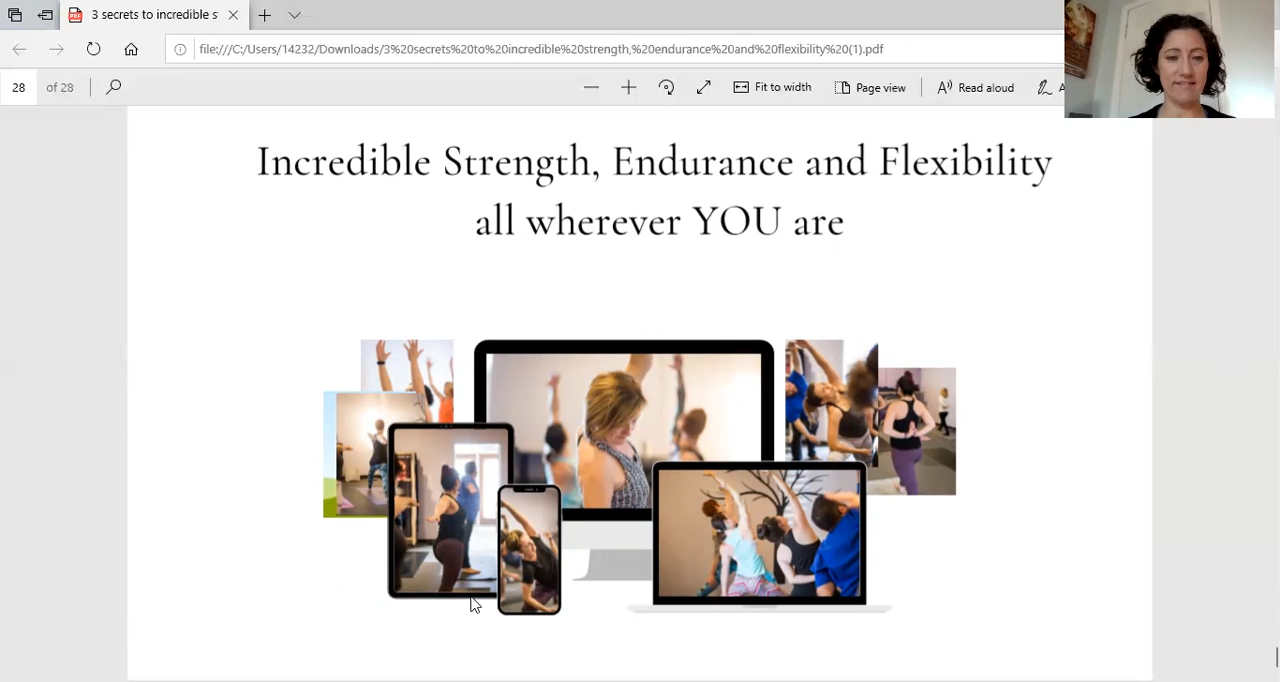 3 secrets to incredible s
file:///C:/Users/14232/Downloads/3%20secrets%20to%20incredible%20strength,%20endurance%20and%20flexibility%20(1).pdf
28 of 28
Fit to width
Page view
Read aloud
Incredible Strength, Endurance and Flexibility
all wherever YOU are